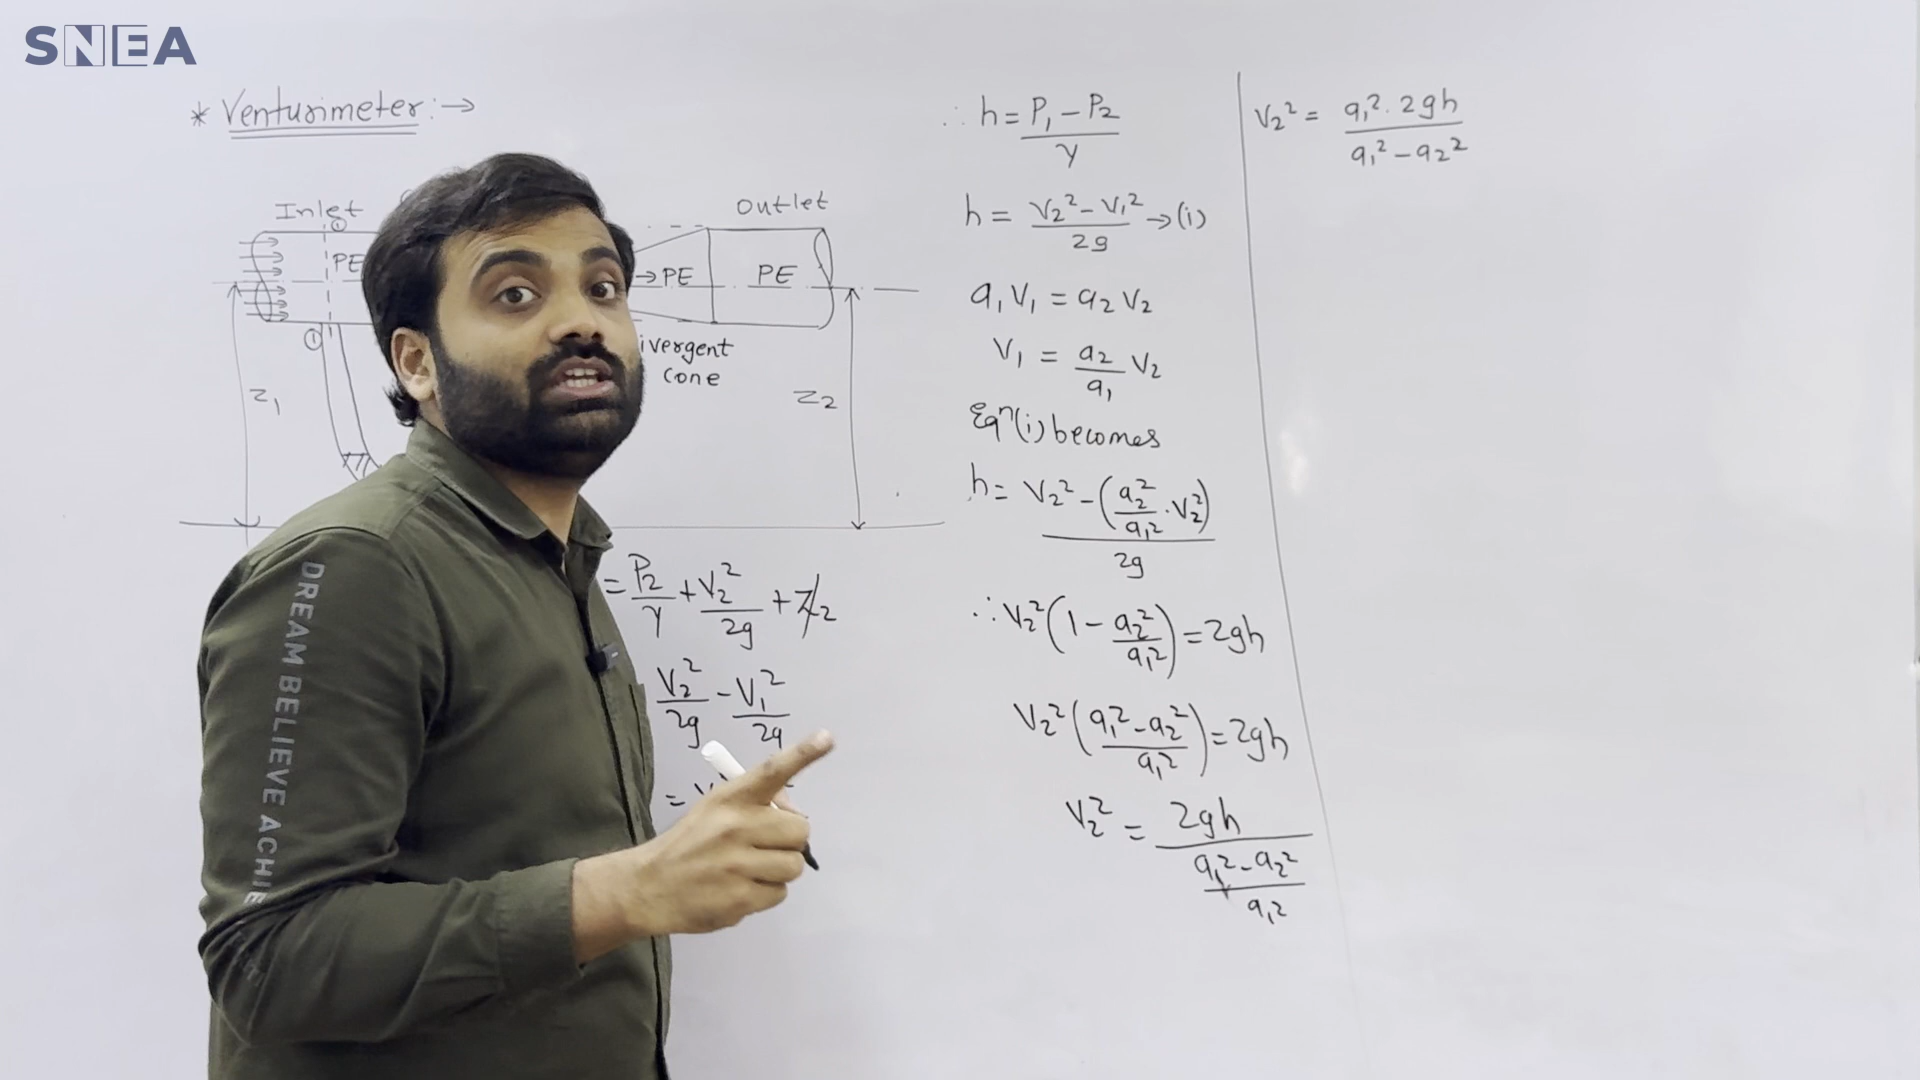 SNEA
* Venturimeter:→
Inlet
Outlet
①
PE
→PE
PE
①
ivergent
cone
Z₁
Z₂
= P₂/γ + V₂²/2g + Z₂
V₂²/2g - V₁²/2g
DREAM BELIEVE ACHIE
∴ h = P₁ - P₂ / γ
h = V₂² - V₁² / 2g → (i)
a₁V₁ = a₂V₂
V₁ = a₂/a₁ V₂
Eqⁿ(i) becomes
h = V₂² - (a₂²/a₁² · V₂²) / 2g
∴ V₂² (1 - a₂²/a₁²) = 2gh
V₂² (a₁² - a₂² / a₁²) = 2gh
V₂² = 2gh / (a₁² - a₂² / a₁²)
V₂² = a₁² · 2gh / a₁² - a₂²